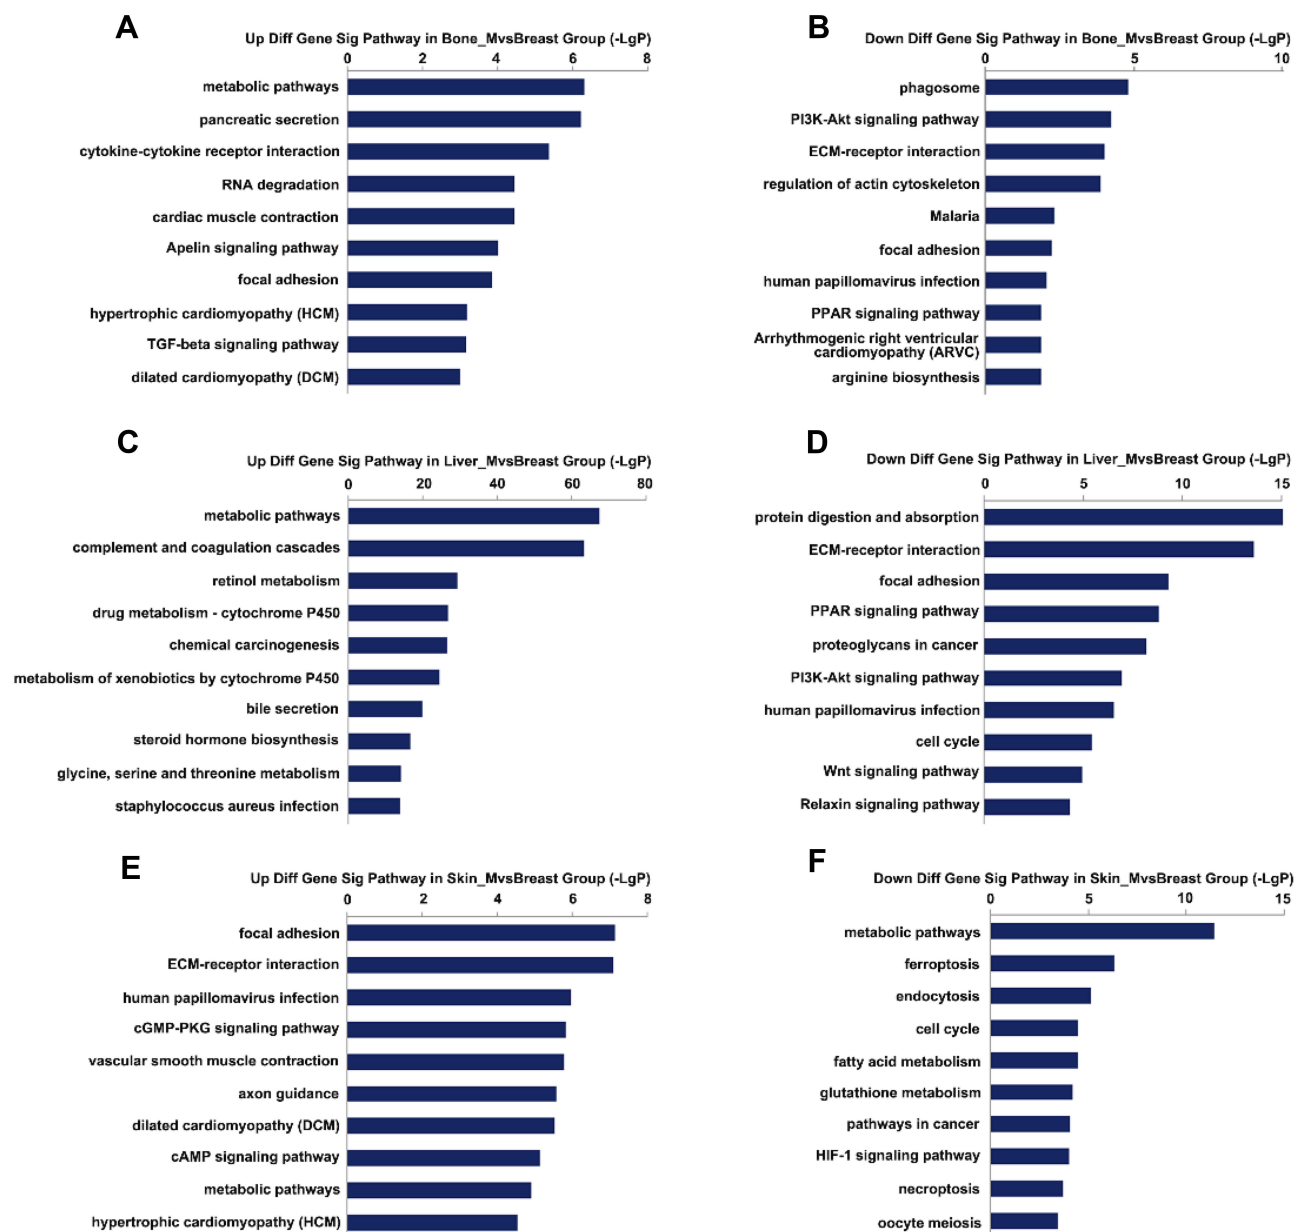 A
Up Diff Gene Sig Pathway in Bone_MvsBreast Group (-LgP)
0 2 4 6 8
metabolic pathways
pancreatic secretion
cytokine-cytokine receptor interaction
RNA degradation
cardiac muscle contraction
Apelin signaling pathway
focal adhesion
hypertrophic cardiomyopathy (HCM)
TGF-beta signaling pathway
dilated cardiomyopathy (DCM)
B
Down Diff Gene Sig Pathway in Bone_MvsBreast Group (-LgP)
0 5 10
phagosome
PI3K-Akt signaling pathway
ECM-receptor interaction
regulation of actin cytoskeleton
Malaria
focal adhesion
human papillomavirus infection
PPAR signaling pathway
Arrhythmogenic right ventricular
cardiomyopathy (ARVC)
arginine biosynthesis
C
Up Diff Gene Sig Pathway in Liver_MvsBreast Group (-LgP)
0 20 40 60 80
metabolic pathways
complement and coagulation cascades
retinol metabolism
drug metabolism - cytochrome P450
chemical carcinogenesis
metabolism of xenobiotics by cytochrome P450
bile secretion
steroid hormone biosynthesis
glycine, serine and threonine metabolism
staphylococcus aureus infection
D
Down Diff Gene Sig Pathway in Liver_MvsBreast Group (-LgP)
0 5 10 15
protein digestion and absorption
ECM-receptor interaction
focal adhesion
PPAR signaling pathway
proteoglycans in cancer
PI3K-Akt signaling pathway
human papillomavirus infection
cell cycle
Wnt signaling pathway
Relaxin signaling pathway
E
Up Diff Gene Sig Pathway in Skin_MvsBreast Group (-LgP)
0 2 4 6 8
focal adhesion
ECM-receptor interaction
human papillomavirus infection
cGMP-PKG signaling pathway
vascular smooth muscle contraction
axon guidance
dilated cardiomyopathy (DCM)
cAMP signaling pathway
metabolic pathways
hypertrophic cardiomyopathy (HCM)
F
Down Diff Gene Sig Pathway in Skin_MvsBreast Group (-LgP)
0 5 10 15
metabolic pathways
ferroptosis
endocytosis
cell cycle
fatty acid metabolism
glutathione metabolism
pathways in cancer
HIF-1 signaling pathway
necroptosis
oocyte meiosis